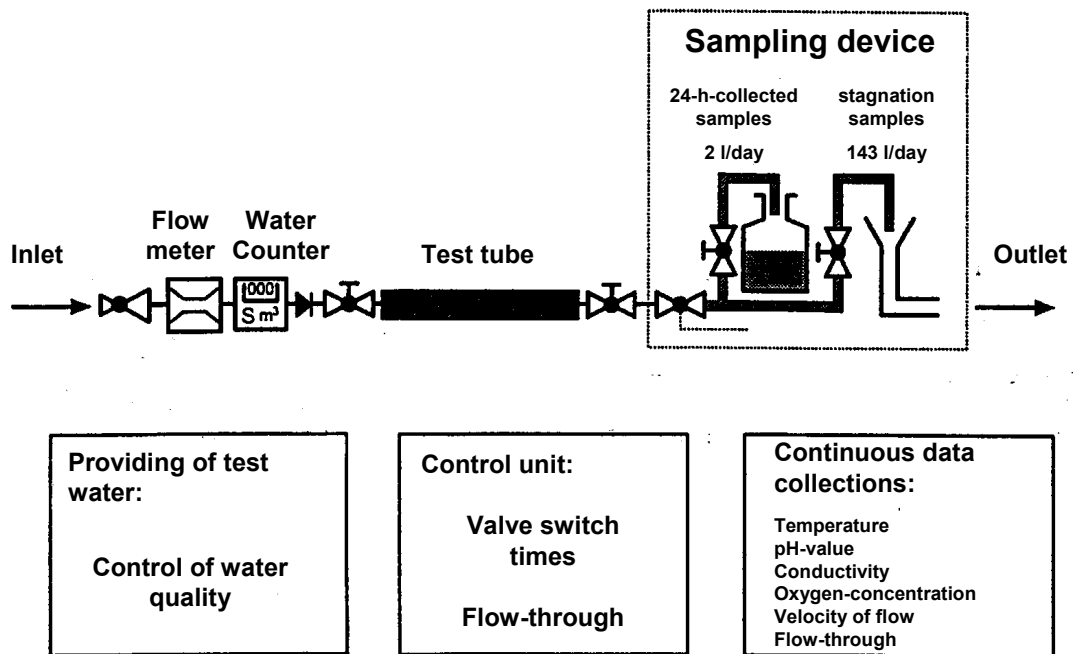 Sampling device
24-h-collected
samples
2 l/day
stagnation
samples
143 l/day
Inlet
Flow
meter
Water
Counter
000
S m³
Test tube
Outlet
Providing of test
water:
Control of water
quality
Control unit:
Valve switch
times
Flow-through
Continuous data
collections:
Temperature
pH-value
Conductivity
Oxygen-concentration
Velocity of flow
Flow-through